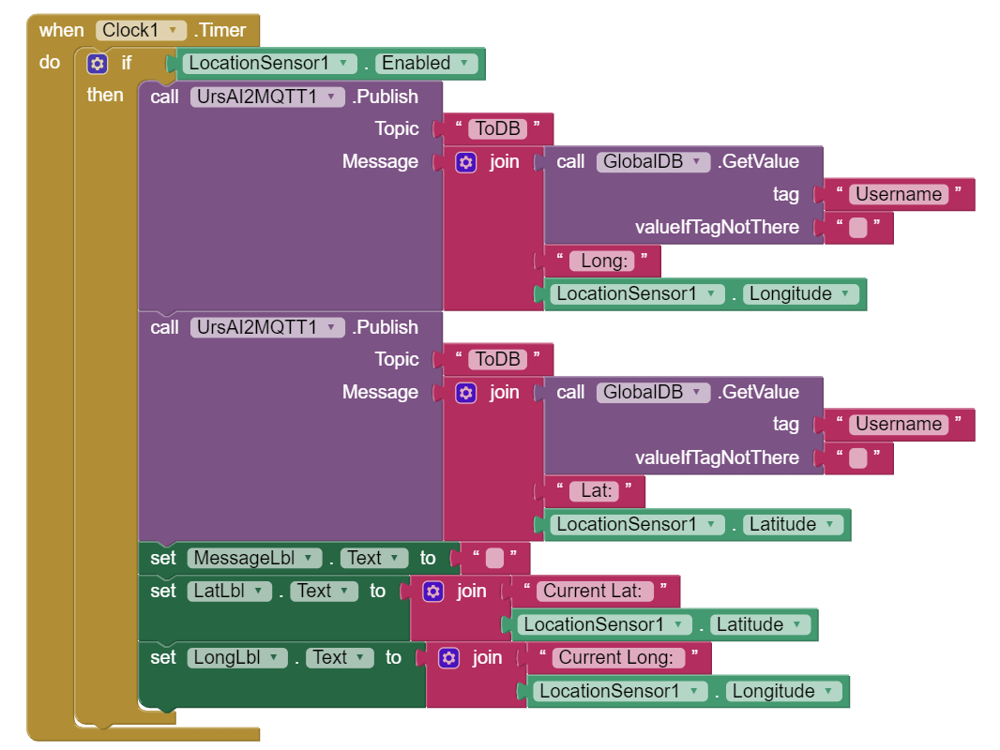 when Clock1 .Timer
do if LocationSensor1 . Enabled
then call UrsAI2MQTT1 .Publish
Topic “ ToDB ”
Message join call GlobalDB .GetValue
tag “ Username ”
valueIfTagNotThere “ ”
“ Long: ”
LocationSensor1 . Longitude
call UrsAI2MQTT1 .Publish
Topic “ ToDB ”
Message join call GlobalDB .GetValue
tag “ Username ”
valueIfTagNotThere “ ”
“ Lat: ”
LocationSensor1 . Latitude
set MessageLbl . Text to “ ”
set LatLbl . Text to join “ Current Lat: ”
LocationSensor1 . Latitude
set LongLbl . Text to join “ Current Long: ”
LocationSensor1 . Longitude